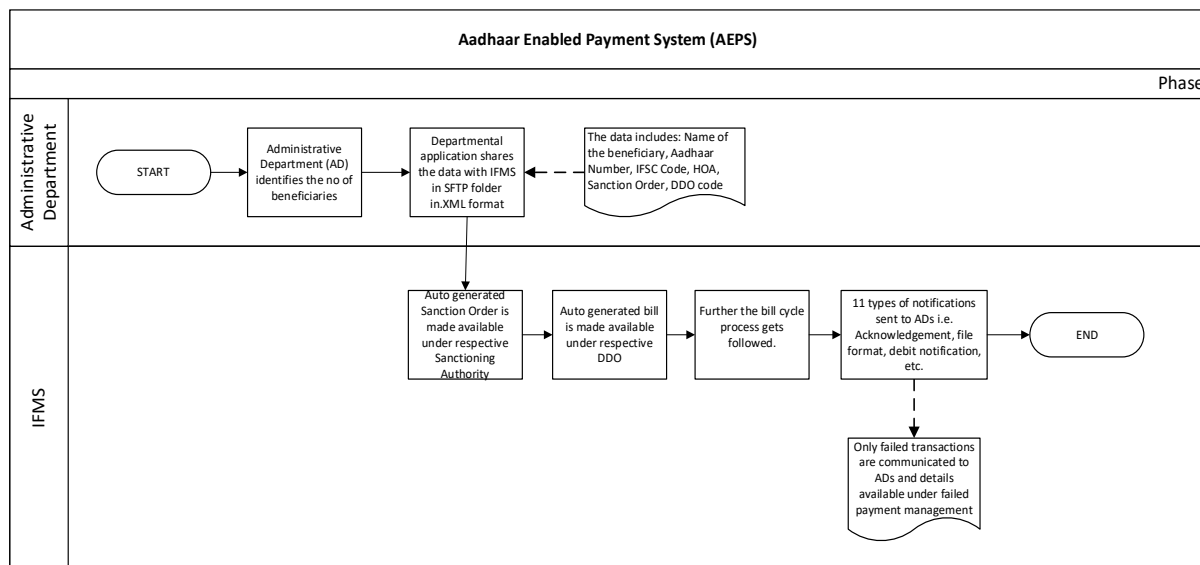 Aadhaar Enabled Payment System (AEPS)
Phase
Administrative
Department
START
Administrative
Department (AD)
identifies the no of
beneficiaries
Departmental
application shares
the data with IFMS
in SFTP folder
in.XML format
The data includes: Name of
the beneficiary, Aadhaar
Number, IFSC Code, HOA,
Sanction Order, DDO code
IFMS
Auto generated
Sanction Order is
made available
under respective
Sanctioning
Authority
Auto generated bill
is made available
under respective
DDO
Further the bill cycle
process gets
followed.
11 types of notifications
sent to ADs i.e.
Acknowledgement, file
format, debit notification,
etc.
END
Only failed transactions
are communicated to
ADs and details
available under failed
payment management